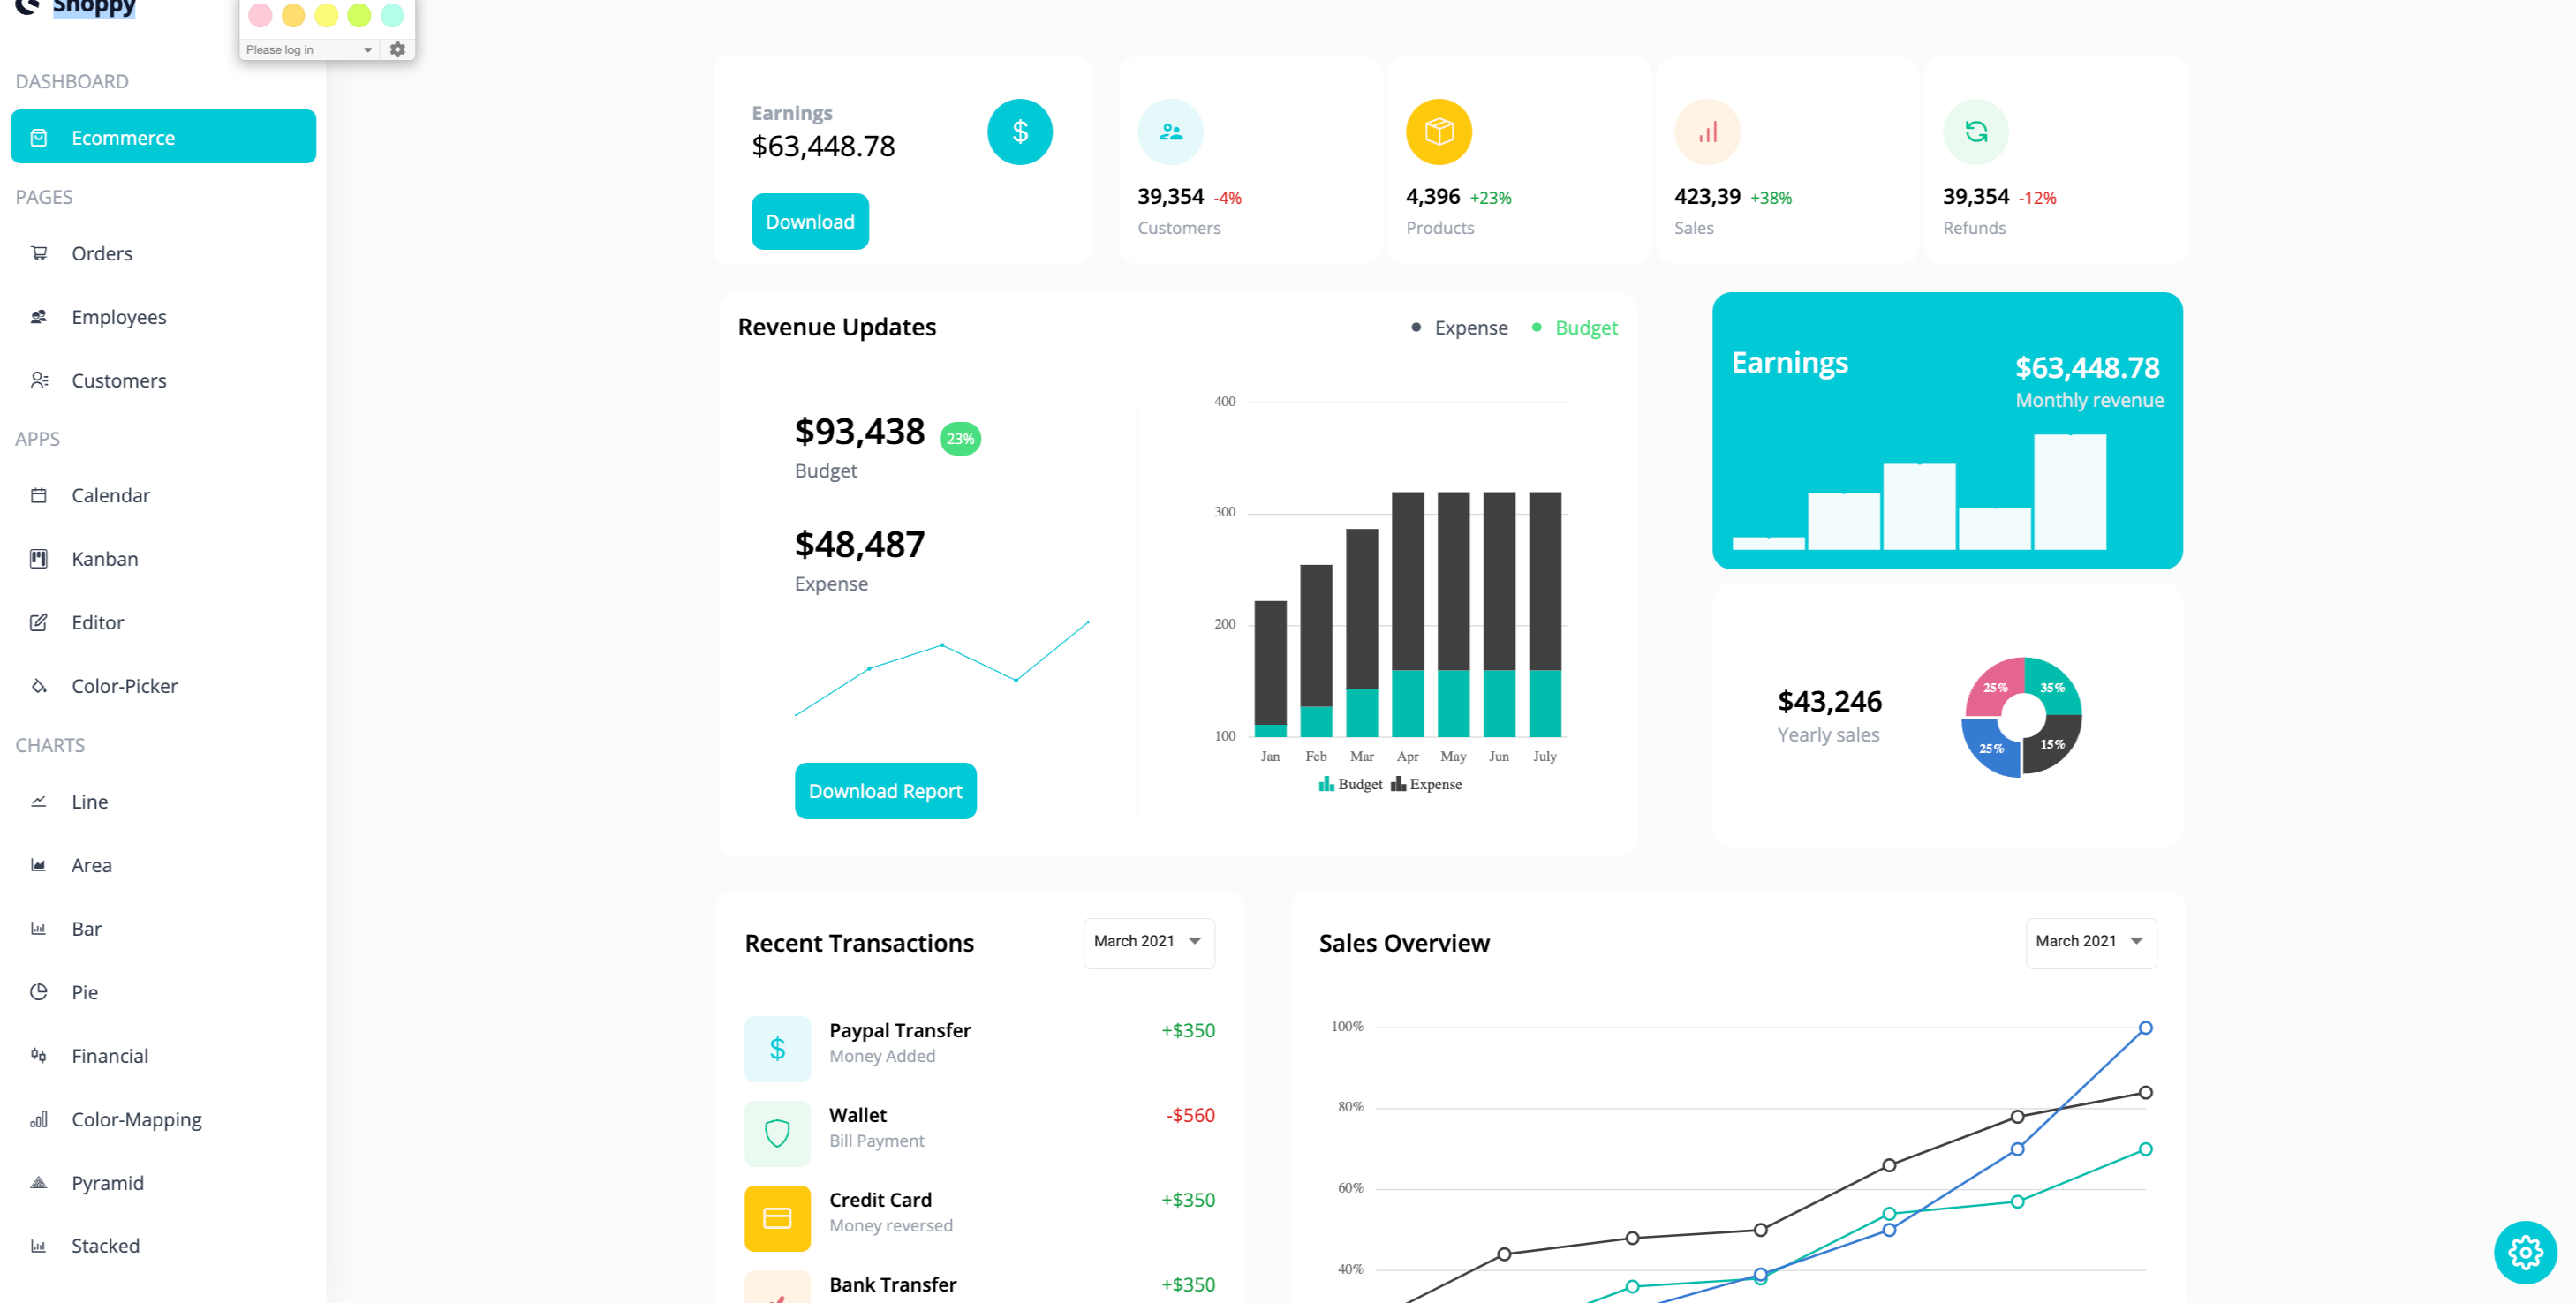 Shoppy
Please log in
DASHBOARD
Ecommerce
PAGES
Orders
Employees
Customers
APPS
Calendar
Kanban
Editor
Color-Picker
CHARTS
Line
Area
Bar
Pie
Financial
Color-Mapping
Pyramid
Stacked
Earnings
$63,448.78
$
Download
39,354 -4%
Customers
4,396 +23%
Products
423,39 +38%
Sales
39,354 -12%
Refunds
Revenue Updates
Expense Budget
$93,438 23%
Budget
$48,487
Expense
Download Report
400
300
200
100
Jan Feb Mar Apr May Jun July
Budget Expense
Earnings
$63,448.78
Monthly revenue
$43,246
Yearly sales
25% 35%
25% 15%
Recent Transactions
March 2021
$
Paypal Transfer +$350
Money Added
Wallet -$560
Bill Payment
Credit Card +$350
Money reversed
Bank Transfer +$350
Sales Overview
March 2021
100%
80%
60%
40%